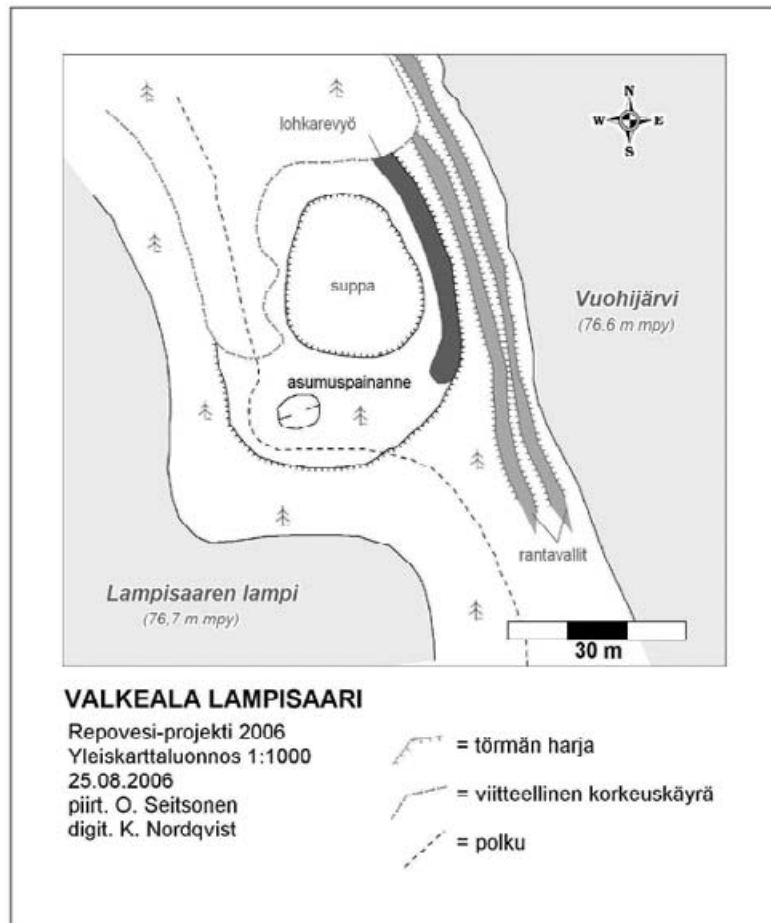 lohkarevyö
N
W E
S
suppa
Vuohijärvi
(76.6 m mpy)
asumuspainanne
rantavallit
Lampisaaren lampi
(76,7 m mpy)
30 m
VALKEALA LAMPISAARI
Repovesi-projekti 2006
Yleiskarttaluonnos 1:1000
25.08.2006
piirt. O. Seitsonen
digit. K. Nordqvist
= törmän harja
= viitteellinen korkeuskäyrä
= polku